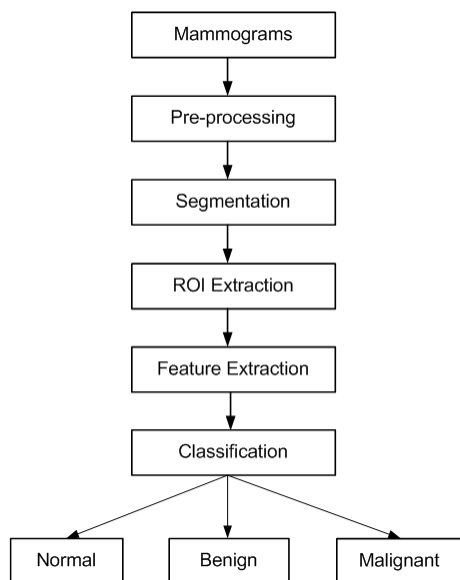 Mammograms
Pre-processing
Segmentation
ROI Extraction
Feature Extraction
Classification
Normal
Benign
Malignant